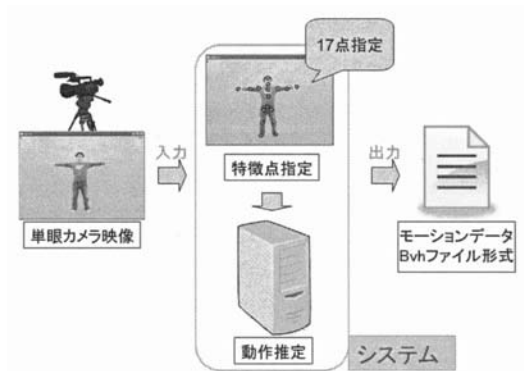 17点指定
入力
出力
特徴点指定
単眼カメラ映像
モーションデータ
Bvhファイル形式
動作推定
システム